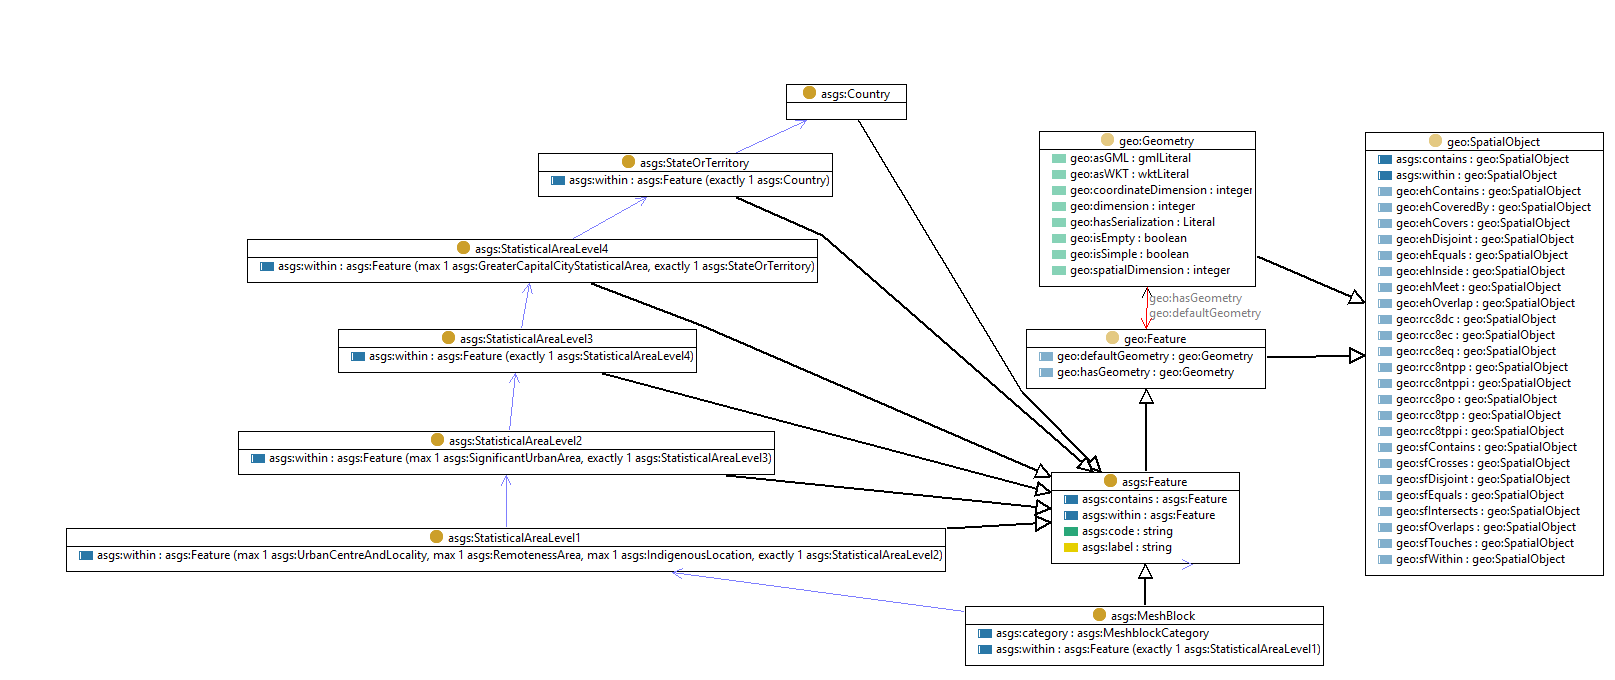 asgs:Country
asgs:StateOrTerritory
asgs:within : asgs:Feature (exactly 1 asgs:Country)
asgs:StatisticalAreaLevel4
asgs:within : asgs:Feature (max 1 asgs:GreaterCapitalCityStatisticalArea, exactly 1 asgs:StateOrTerritory)
asgs:StatisticalAreaLevel3
asgs:within : asgs:Feature (exactly 1 asgs:StatisticalAreaLevel4)
asgs:StatisticalAreaLevel2
asgs:within : asgs:Feature (max 1 asgs:SignificantUrbanArea, exactly 1 asgs:StatisticalAreaLevel3)
asgs:StatisticalAreaLevel1
asgs:within : asgs:Feature (max 1 asgs:UrbanCentreAndLocality, max 1 asgs:RemotenessArea, max 1 asgs:IndigenousLocation, exactly 1 asgs:StatisticalAreaLevel2)
geo:Geometry
geo:asGML : gmlLiteral
geo:asWKT : wktLiteral
geo:coordinateDimension : integer
geo:dimension : integer
geo:hasSerialization : Literal
geo:isEmpty : boolean
geo:isSimple : boolean
geo:spatialDimension : integer
geo:hasGeometry
geo:defaultGeometry
geo:Feature
geo:defaultGeometry : geo:Geometry
geo:hasGeometry : geo:Geometry
asgs:Feature
asgs:contains : asgs:Feature
asgs:within : asgs:Feature
asgs:code : string
asgs:label : string
asgs:MeshBlock
asgs:category : asgs:MeshblockCategory
asgs:within : asgs:Feature (exactly 1 asgs:StatisticalAreaLevel1)
geo:SpatialObject
asgs:contains : geo:SpatialObject
asgs:within : geo:SpatialObject
geo:ehContains : geo:SpatialObject
geo:ehCoveredBy : geo:SpatialObject
geo:ehCovers : geo:SpatialObject
geo:ehDisjoint : geo:SpatialObject
geo:ehEquals : geo:SpatialObject
geo:ehInside : geo:SpatialObject
geo:ehMeet : geo:SpatialObject
geo:ehOverlap : geo:SpatialObject
geo:rcc8dc : geo:SpatialObject
geo:rcc8ec : geo:SpatialObject
geo:rcc8eq : geo:SpatialObject
geo:rcc8ntpp : geo:SpatialObject
geo:rcc8ntppi : geo:SpatialObject
geo:rcc8po : geo:SpatialObject
geo:rcc8tpp : geo:SpatialObject
geo:rcc8tppi : geo:SpatialObject
geo:sfContains : geo:SpatialObject
geo:sfCrosses : geo:SpatialObject
geo:sfDisjoint : geo:SpatialObject
geo:sfEquals : geo:SpatialObject
geo:sfIntersects : geo:SpatialObject
geo:sfOverlaps : geo:SpatialObject
geo:sfTouches : geo:SpatialObject
geo:sfWithin : geo:SpatialObject